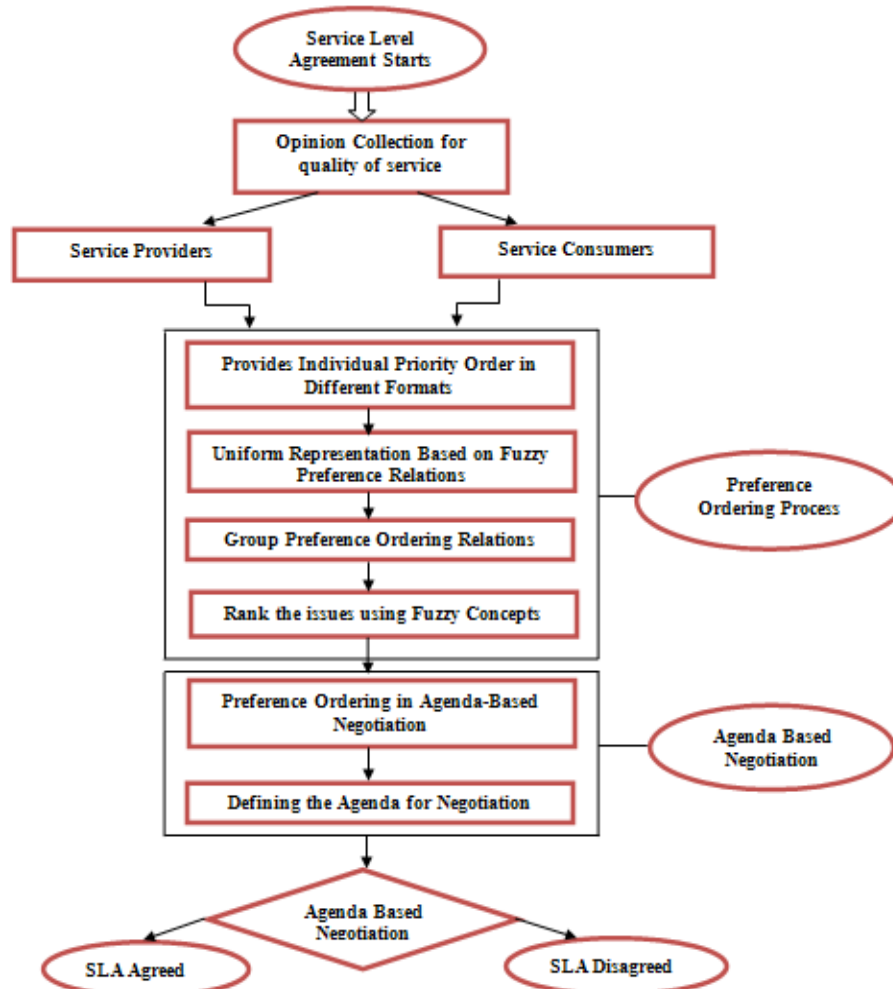 Service Level
Agreement Starts
Opinion Collection for
quality of service
Service Providers
Service Consumers
Provides Individual Priority Order in
Different Formats
Uniform Representation Based on Fuzzy
Preference Relations
Group Preference Ordering Relations
Rank the issues using Fuzzy Concepts
Preference
Ordering Process
Preference Ordering in Agenda-Based
Negotiation
Defining the Agenda for Negotiation
Agenda Based
Negotiation
Agenda Based
Negotiation
SLA Agreed
SLA Disagreed